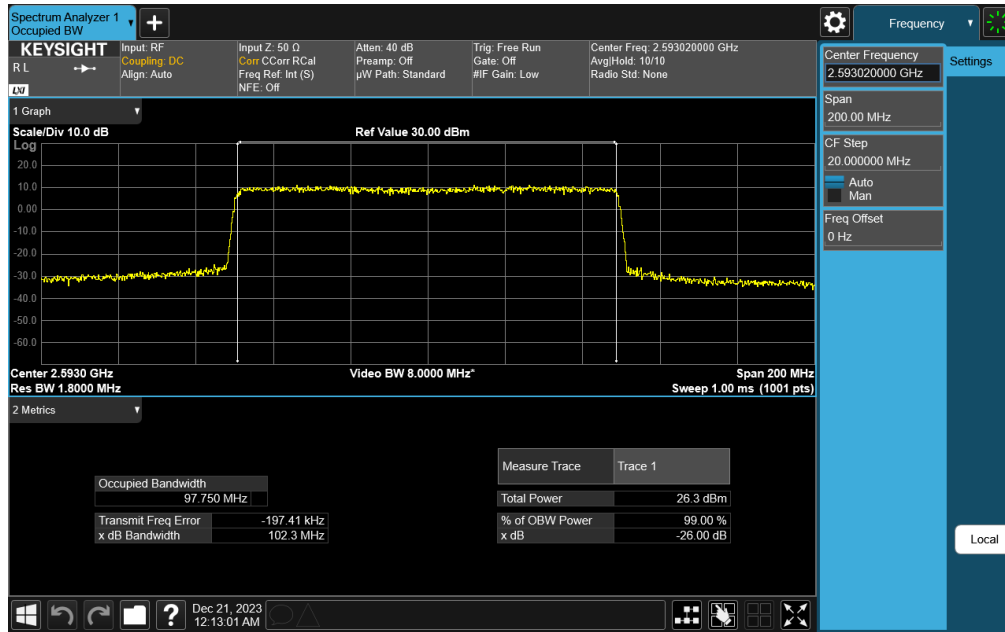 Spectrum Analyzer 1
Occupied BW
Frequency
KEYSIGHT
R L
LXI
Input: RF
Coupling: DC
Align: Auto
Input Z: 50 Ω
Corr CCorr RCal
Freq Ref: Int (S)
NFE: Off
Atten: 40 dB
Preamp: Off
µW Path: Standard
Trig: Free Run
Gate: Off
#IF Gain: Low
Center Freq: 2.593020000 GHz
Avg|Hold: 10/10
Radio Std: None
Center Frequency
2.593020000 GHz
Settings
Span
200.00 MHz
CF Step
20.000000 MHz
Auto
Man
Freq Offset
0 Hz
Local
1 Graph
Scale/Div 10.0 dB
Ref Value 30.00 dBm
Log
20.0
10.0
0.00
-10.0
-20.0
-30.0
-40.0
-50.0
-60.0
Center 2.5930 GHz
Video BW 8.0000 MHz*
Span 200 MHz
Res BW 1.8000 MHz
Sweep 1.00 ms (1001 pts)
2 Metrics
Measure Trace
Trace 1
Occupied Bandwidth
97.750 MHz
Total Power
26.3 dBm
Transmit Freq Error
-197.41 kHz
% of OBW Power
99.00 %
x dB Bandwidth
102.3 MHz
x dB
-26.00 dB
?
Dec 21, 2023
12:13:01 AM